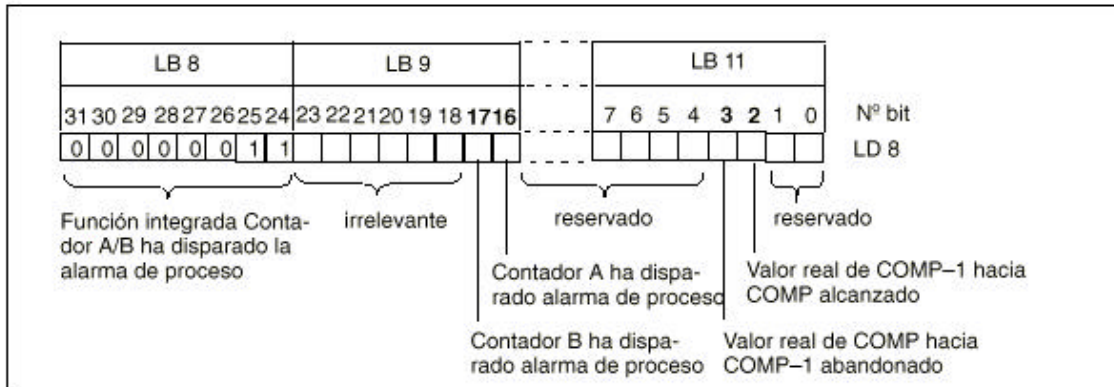 LB 8 LB 9 LB 11
31 30 29 28 27 26 25 24 23 22 21 20 19 18 17 16 7 6 5 4 3 2 1 0 Nº bit
0 0 0 0 0 0 1 1 LD 8
Función integrada Conta-
dor A/B ha disparado la
alarma de proceso
irrelevante
reservado
reservado
Contador A ha dispa-
rado alarma de proceso
Valor real de COMP–1 hacia
COMP alcanzado
Contador B ha dispa-
rado alarma de proceso
Valor real de COMP hacia
COMP–1 abandonado